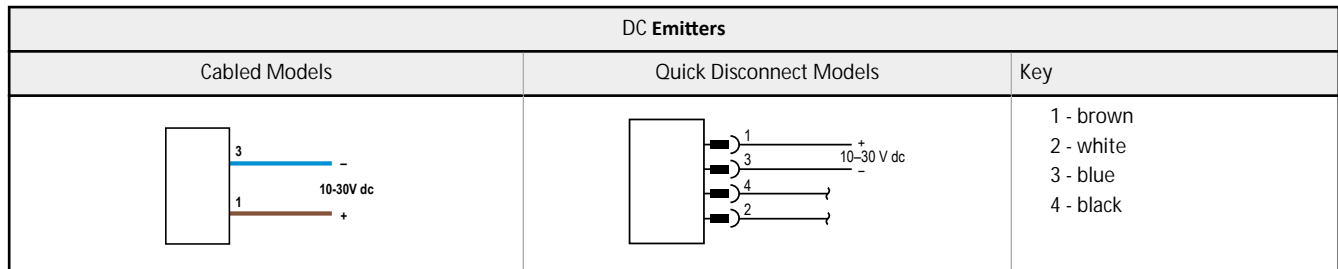 DC Emitters
Cabled Models
Quick Disconnect Models
Key
3
–
10-30V dc
1
+
1
+
10–30 V dc
3
–
4
2
1 - brown
2 - white
3 - blue
4 - black